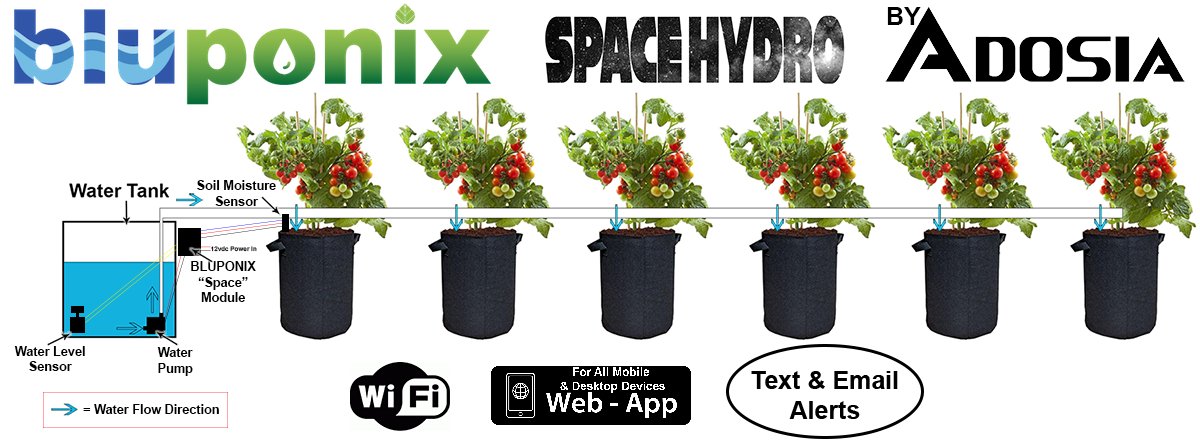 bluponix
SPACEHYDRO
BY
ADOSIA
Water Tank
Soil Moisture
Sensor
12vdc Power In
BLUPONIX
“Space”
Module
Water Level
Sensor
Water
Pump
= Water Flow Direction
WiFi
For All Mobile
& Desktop Devices
Web - App
Text & Email
Alerts